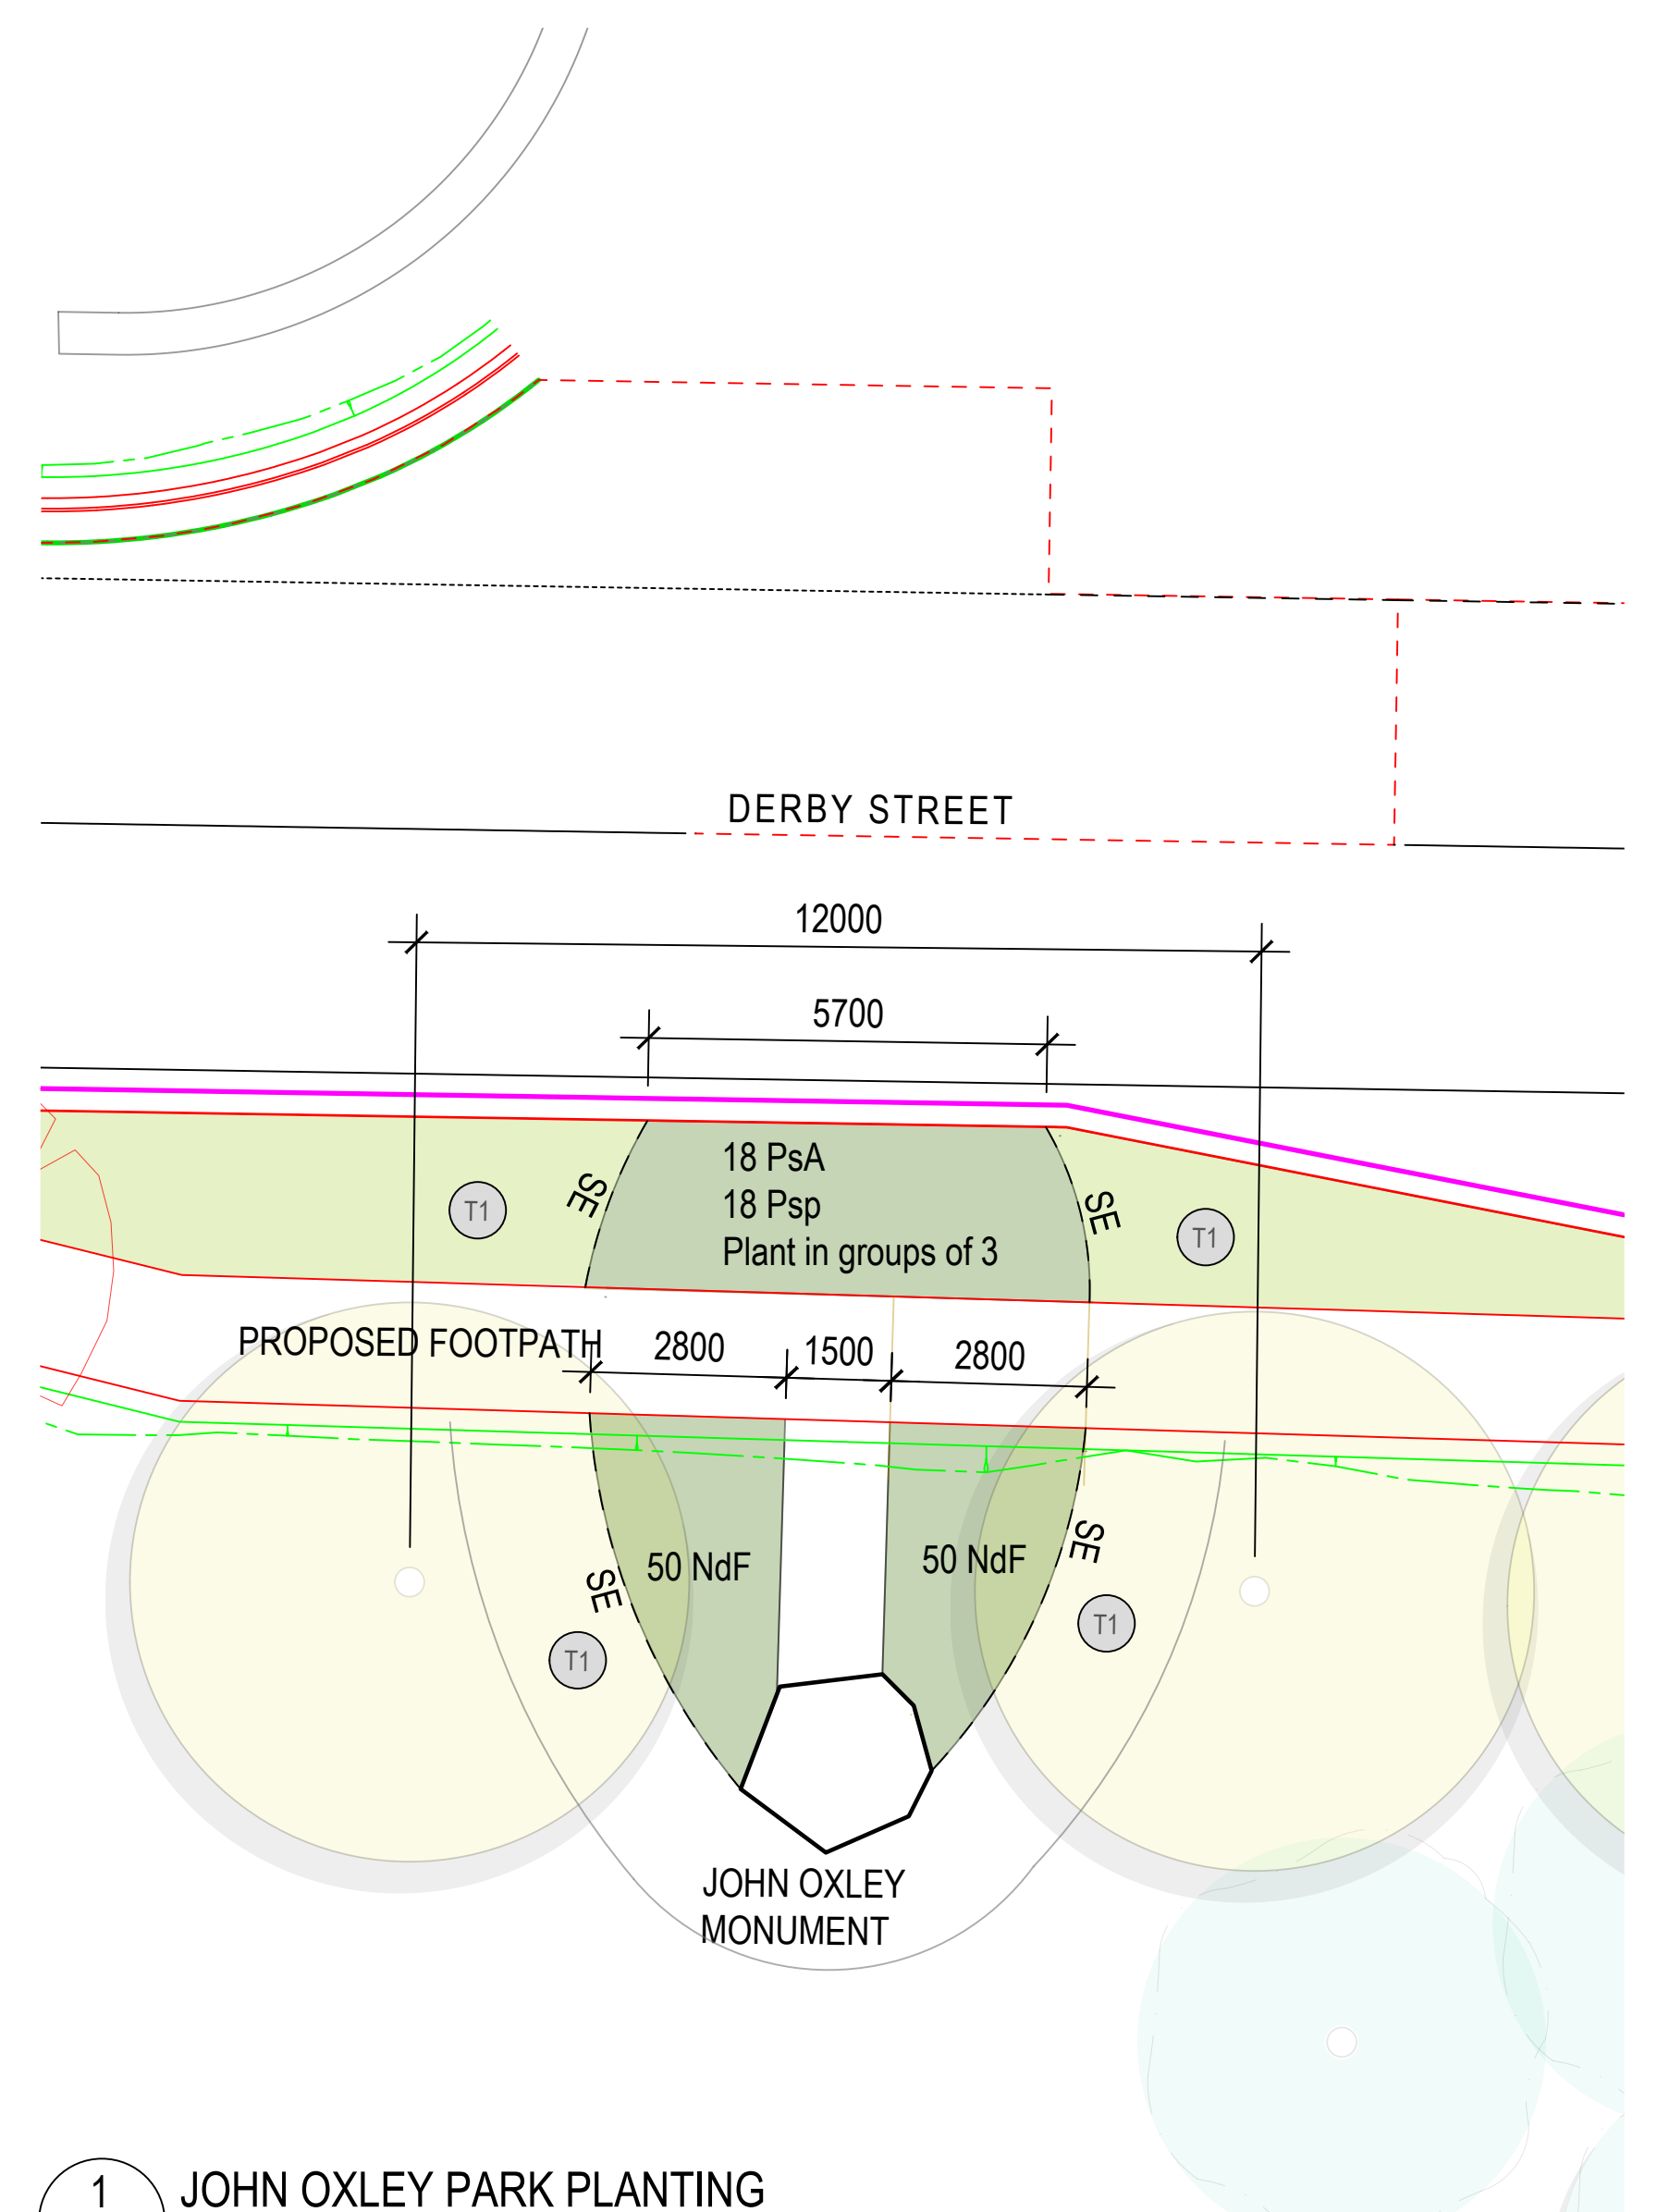 DERBY STREET
12000
5700
18 PsA
18 Psp
Plant in groups of 3
SE
SE
T1
T1
PROPOSED FOOTPATH
2800
1500
2800
50 NdF
50 NdF
SE
SE
T1
T1
JOHN OXLEY
MONUMENT
1
JOHN OXLEY PARK PLANTING